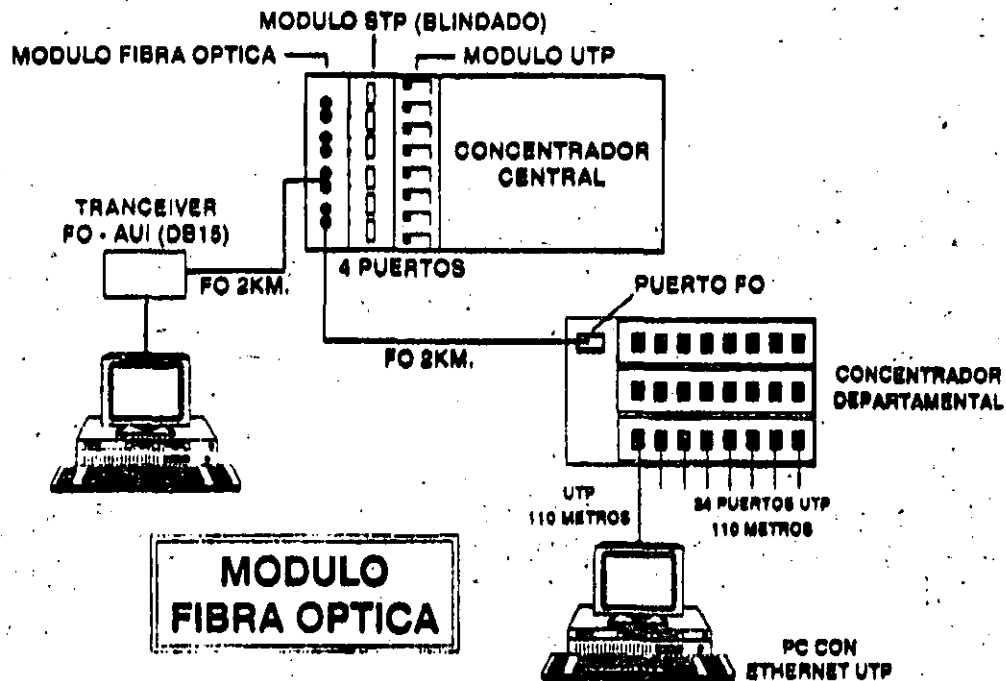 MODULO STP (BLINDADO)
MODULO FIBRA OPTICA
MODULO UTP
CONCENTRADOR
CENTRAL
TRANCEIVER
FO - AUI (DB15)
4 PUERTOS
FO 2KM.
PUERTO FO
FO 2KM.
CONCENTRADOR
DEPARTAMENTAL
UTP
110 METROS
24 PUERTOS UTP
110 METROS
MODULO
FIBRA OPTICA
PC CON
ETHERNET UTP